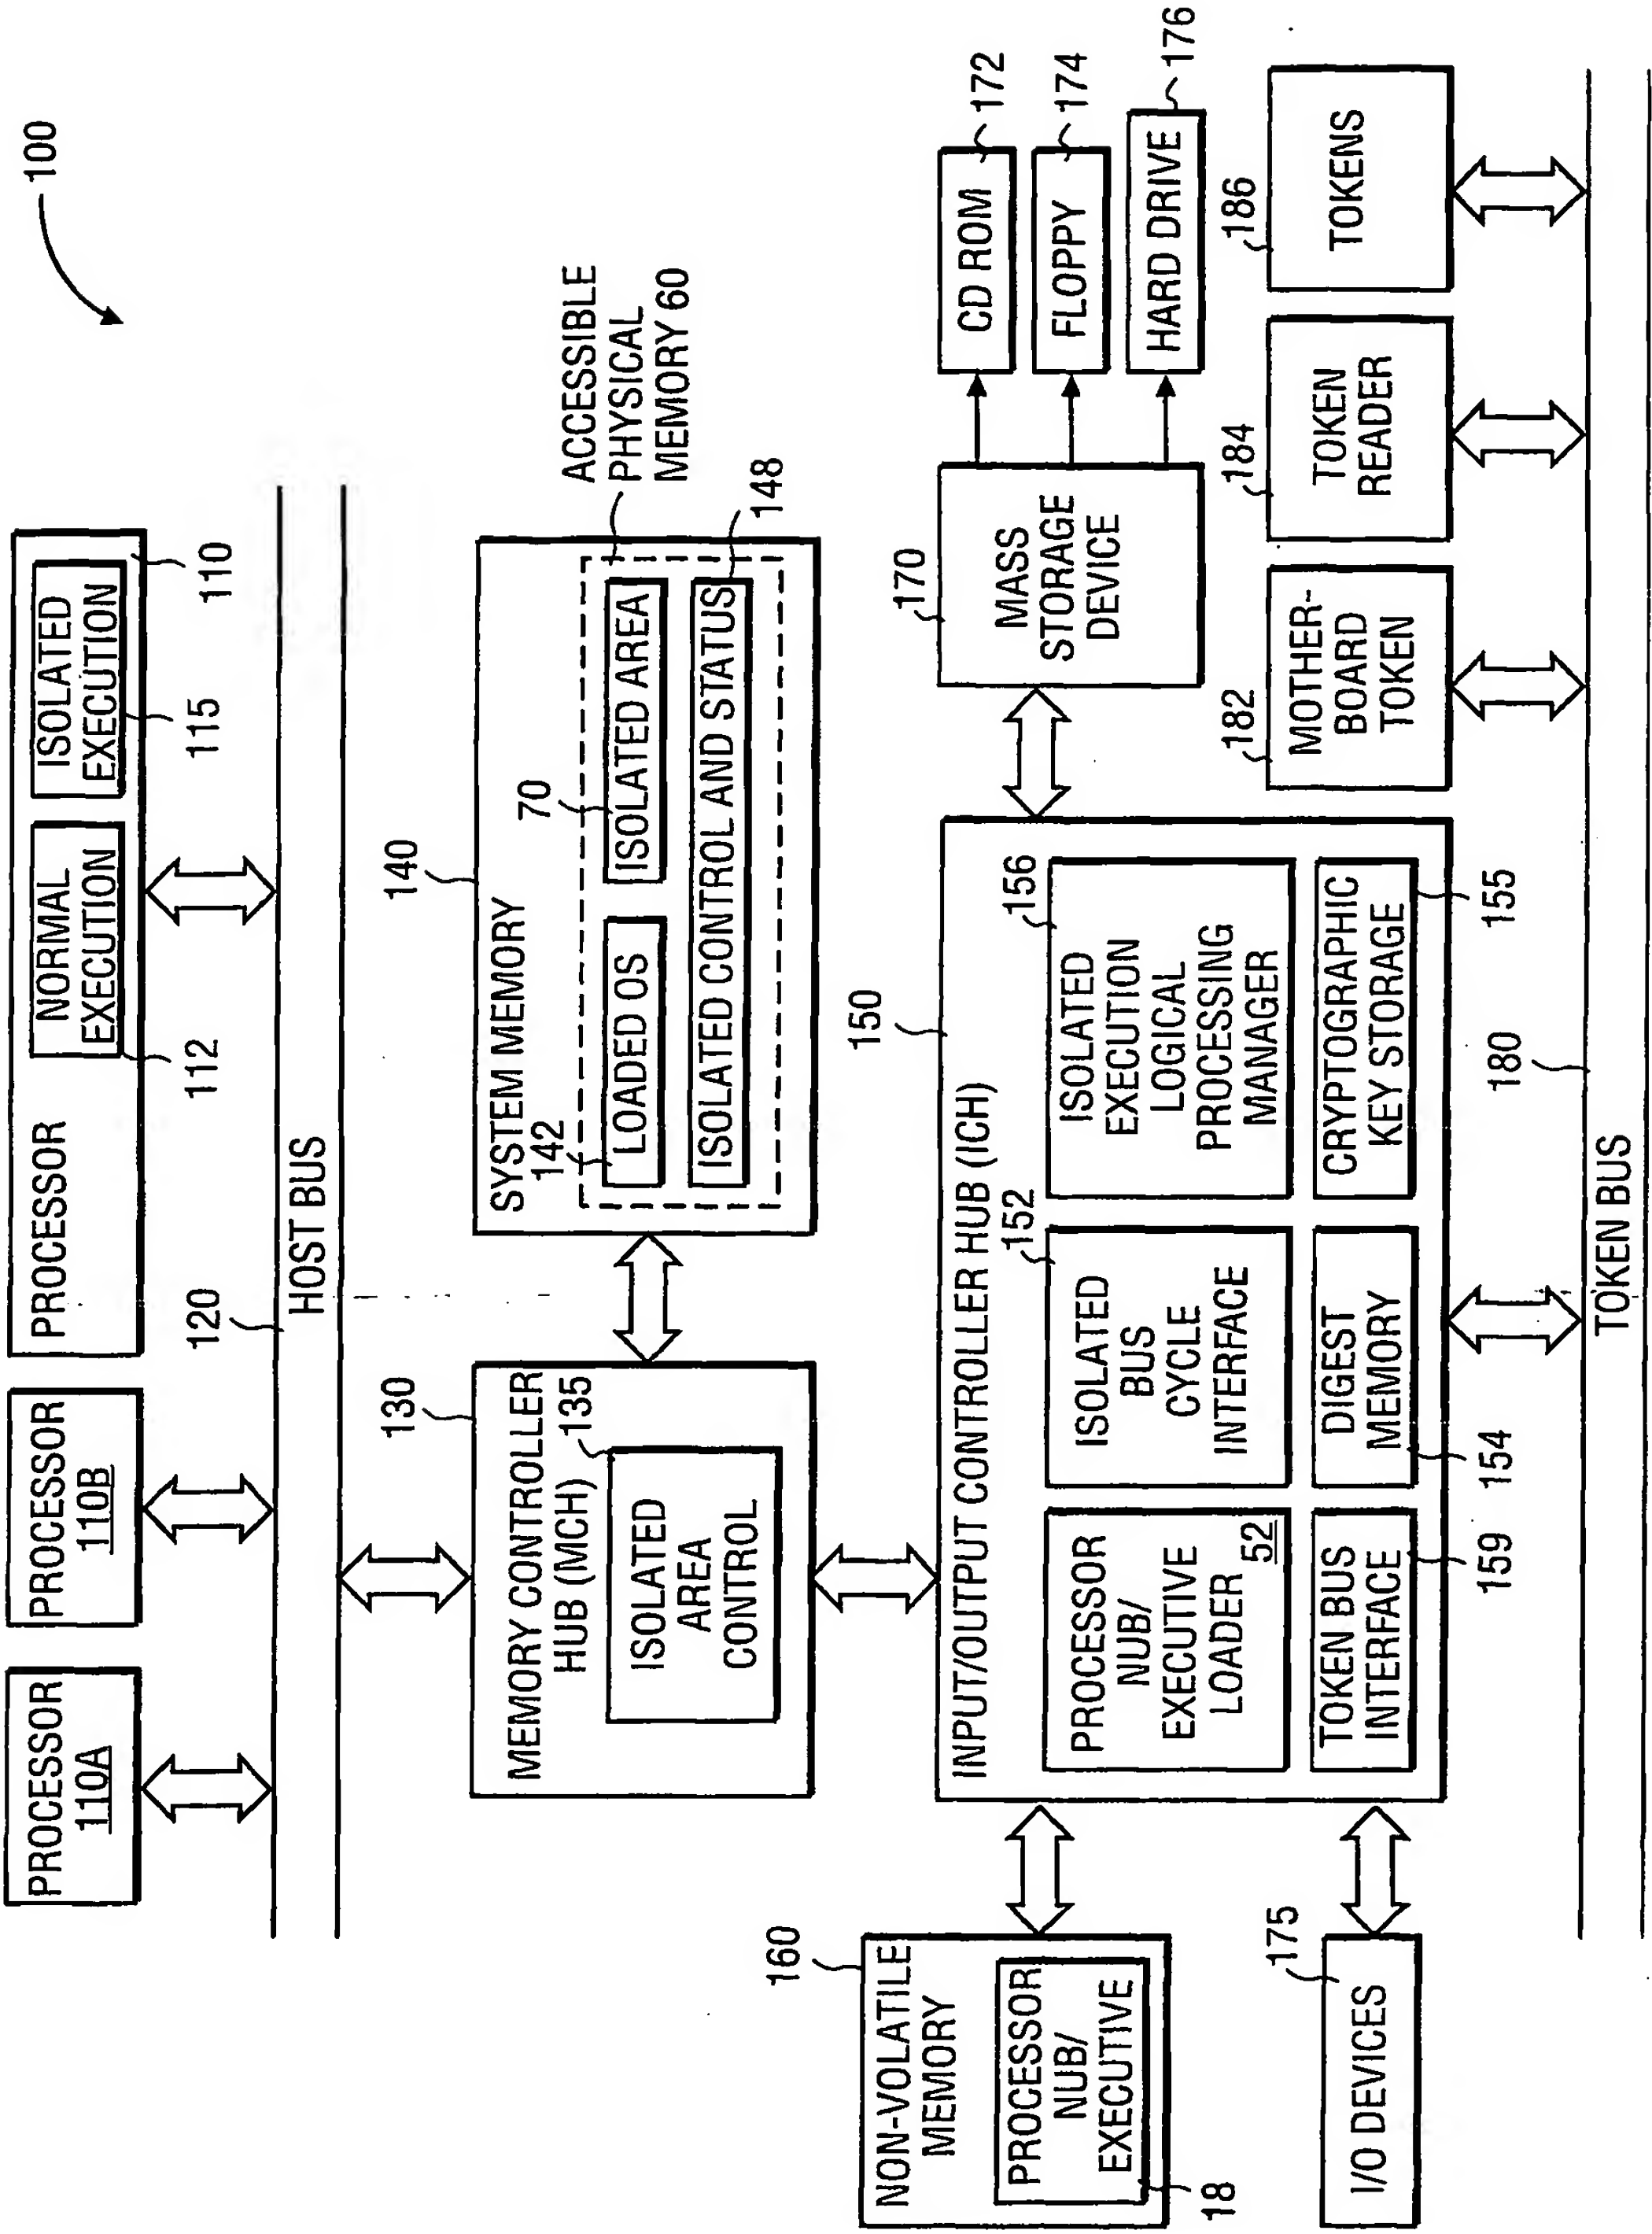 100
PROCESSOR
110A
PROCESSOR
110B
PROCESSOR
NORMAL
EXECUTION
ISOLATED
EXECUTION
112
115
110
120
HOST BUS
130
MEMORY CONTROLLER
HUB (MCH)
135
ISOLATED
AREA
CONTROL
140
SYSTEM MEMORY
142
LOADED OS
70
ISOLATED AREA
ISOLATED CONTROL AND STATUS
148
ACCESSIBLE
PHYSICAL
MEMORY 60
160
NON-VOLATILE
MEMORY
PROCESSOR
NUB/
EXECUTIVE
18
175
I/O DEVICES
150
INPUT/OUTPUT CONTROLLER HUB (ICH)
PROCESSOR
NUB/
EXECUTIVE
LOADER
52
152
ISOLATED
BUS
CYCLE
INTERFACE
156
ISOLATED
EXECUTION
LOGICAL
PROCESSING
MANAGER
TOKEN BUS
INTERFACE
159
DIGEST
MEMORY
154
CRYPTOGRAPHIC
KEY STORAGE
155
170
MASS
STORAGE
DEVICE
CD ROM
172
FLOPPY
174
HARD DRIVE
176
182
MOTHER-
BOARD
TOKEN
184
TOKEN
READER
186
TOKENS
180
TOKEN BUS